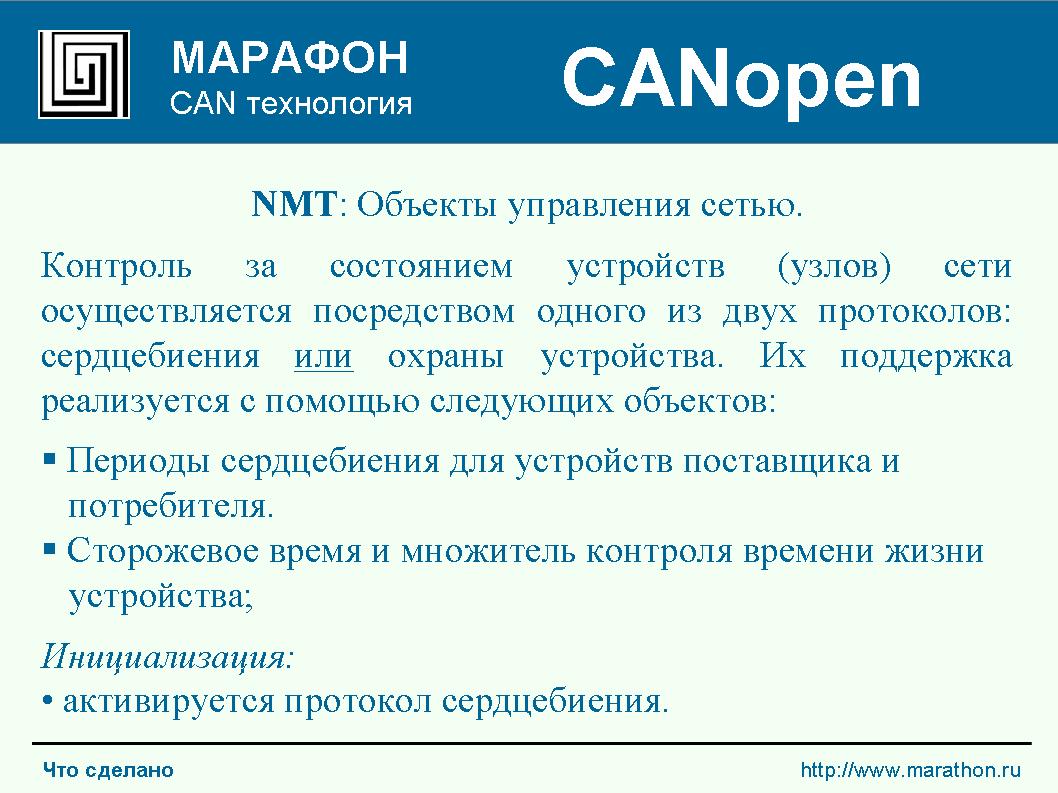 МАРАФОН
CAN технология
CANopen
NMT: Объекты управления сетью.
Контроль за состоянием устройств (узлов) сети
осуществляется посредством одного из двух протоколов:
сердцебиения или охраны устройства. Их поддержка
реализуется с помощью следующих объектов:
▪ Периоды сердцебиения для устройств поставщика и
потребителя.
▪ Сторожевое время и множитель контроля времени жизни
устройства;
Инициализация:
• активируется протокол сердцебиения.
Что сделано
http://www.marathon.ru